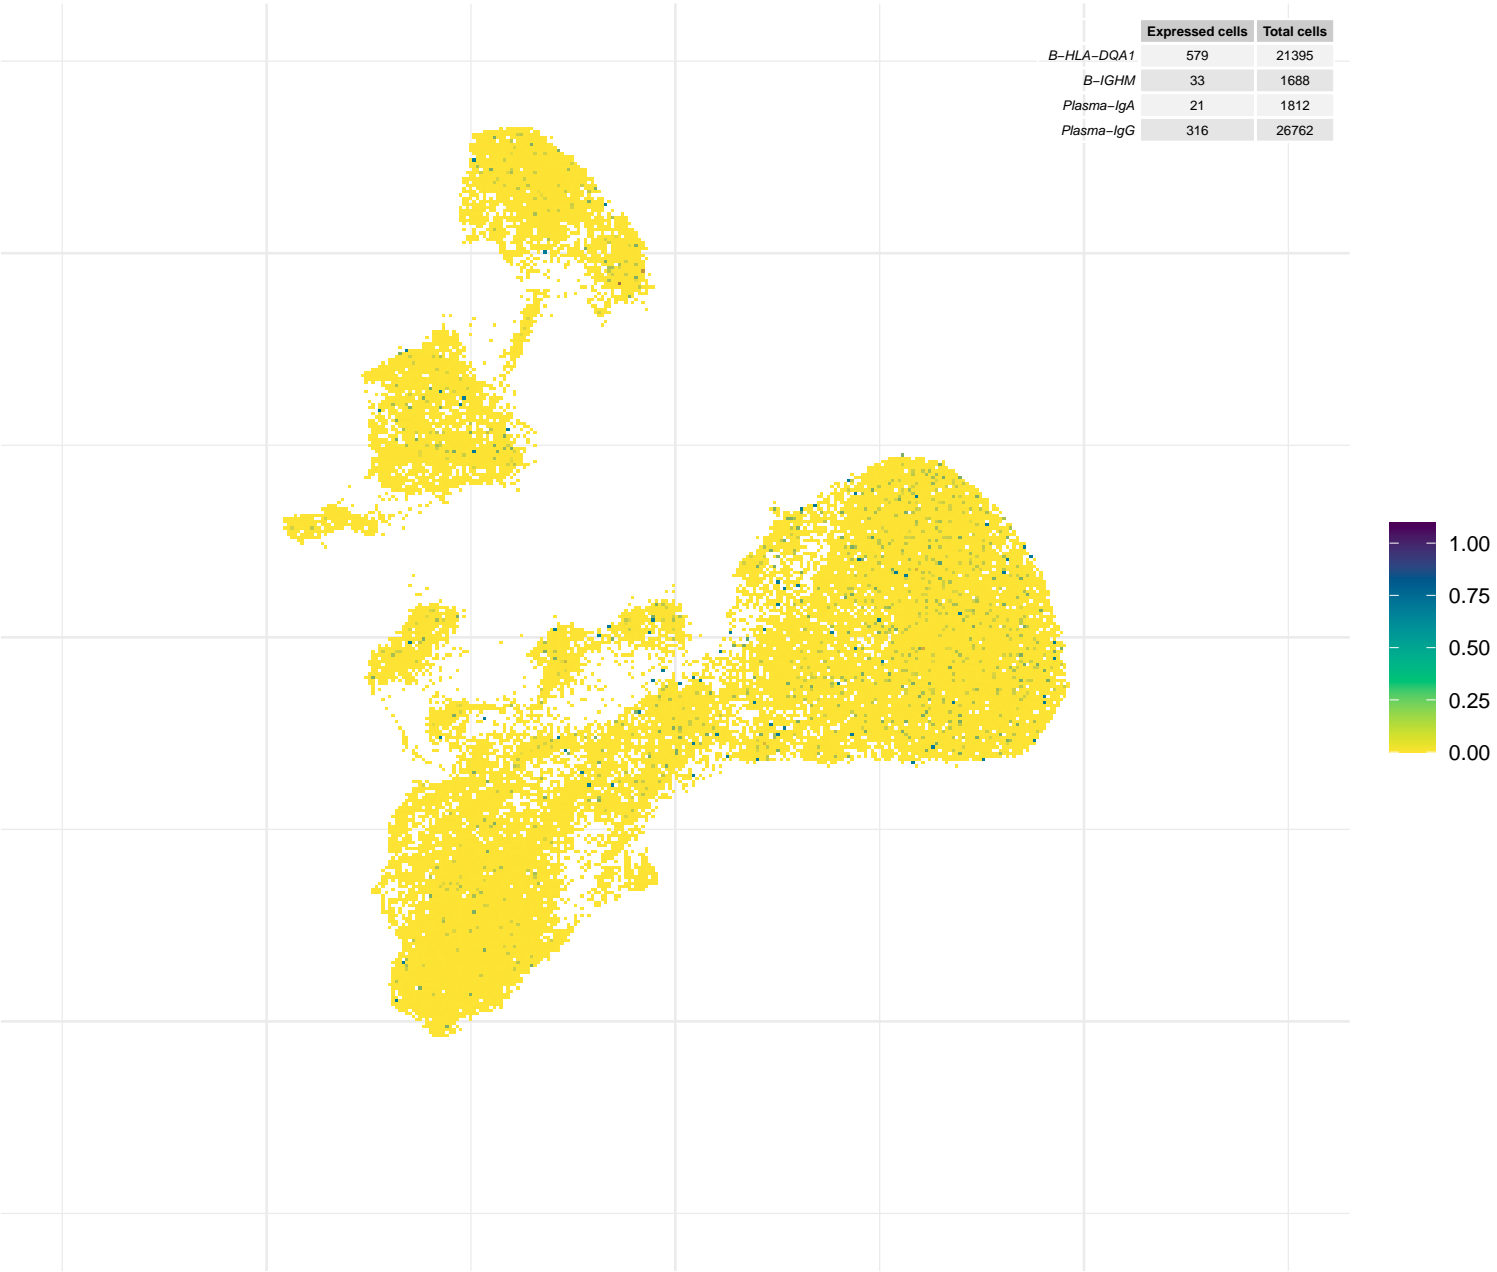 Expressed cells Total cells
B−HLA−DQA1 579 21395
B−IGHM 33 1688
Plasma−IgA 21 1812
Plasma−IgG 316 26762
1.00
0.75
0.50
0.25
0.00